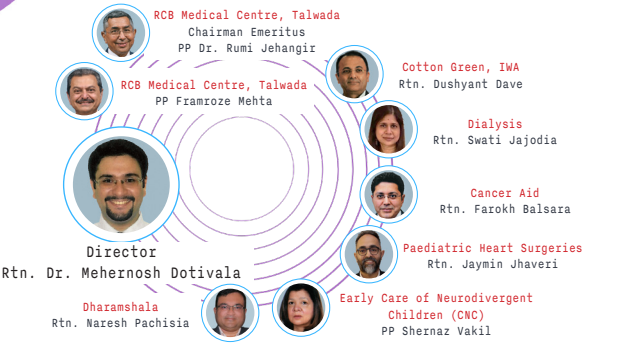 RCB Medical Centre, Talwada
Chairman Emeritus
PP Dr. Rumi Jehangir
RCB Medical Centre, Talwada
PP Framroze Mehta
Cotton Green, IWA
Rtn. Dushyant Dave
Dialysis
Rtn. Swati Jajodia
Cancer Aid
Rtn. Farokh Balsara
Director
Rtn. Dr. Mehernosh Dotivala
Paediatric Heart Surgeries
Rtn. Jaymin Jhaveri
Dharamshala
Rtn. Naresh Pachisia
Early Care of Neurodivergent
Children (CNC)
PP Shernaz Vakil